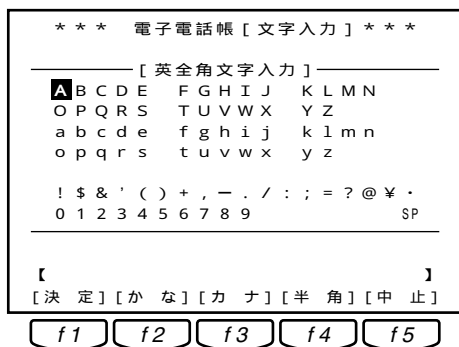 ＊＊＊ 電子電話帳［文字入力］＊＊＊
［英全角文字入力］
ＡＢＣＤＥ ＦＧＨＩＪ ＫＬＭＮ
ＯＰＱＲＳ ＴＵＶＷＸ ＹＺ
ａｂｃｄｅ ｆｇｈｉｊ ｋｌｍｎ
ｏｐｑｒｓ ｔｕｖｗｘ ｙｚ
！＄＆’（）＋，－．／：；＝？＠￥・
０１２３４５６７８９ SP
【 】
［決 定］［か な］［カ ナ］［半 角］［中 止］
f1 f2 f3 f4 f5